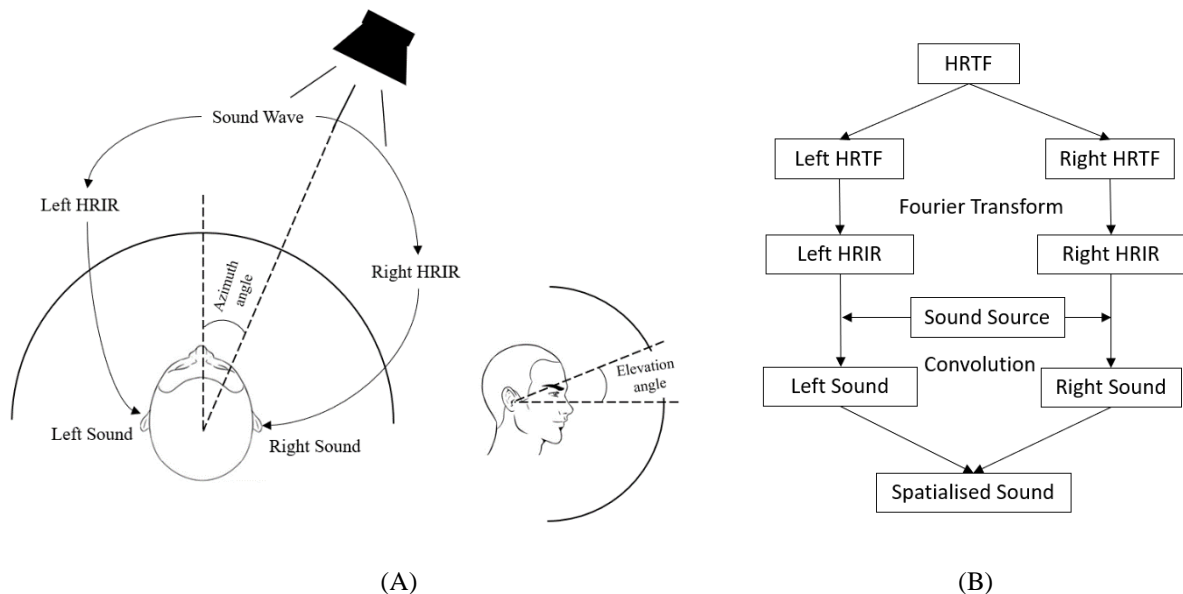 Sound Wave
Left HRIR
Right HRIR
Azimuth
angle
Left Sound
Right Sound
Elevation
angle
(A)
HRTF
Left HRTF
Right HRTF
Fourier Transform
Left HRIR
Right HRIR
Sound Source
Convolution
Left Sound
Right Sound
Spatialised Sound
(B)